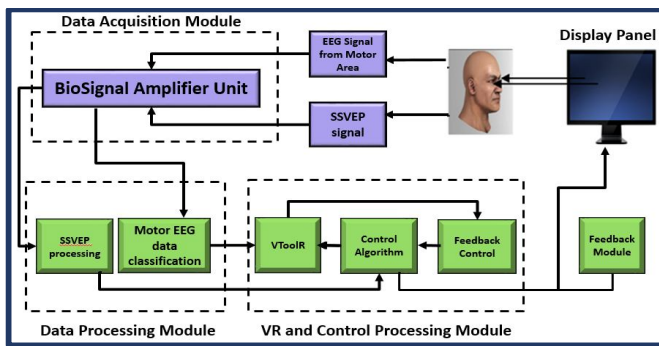 Data Acquisition Module
Display Panel
EEG Signal
from Motor
Area
BioSignal Amplifier Unit
SSVEP
signal
SSVEP
processing
Motor EEG
data
classification
VToolR
Control
Algorithm
Feedback
Control
Feedback
Module
Data Processing Module
VR and Control Processing Module